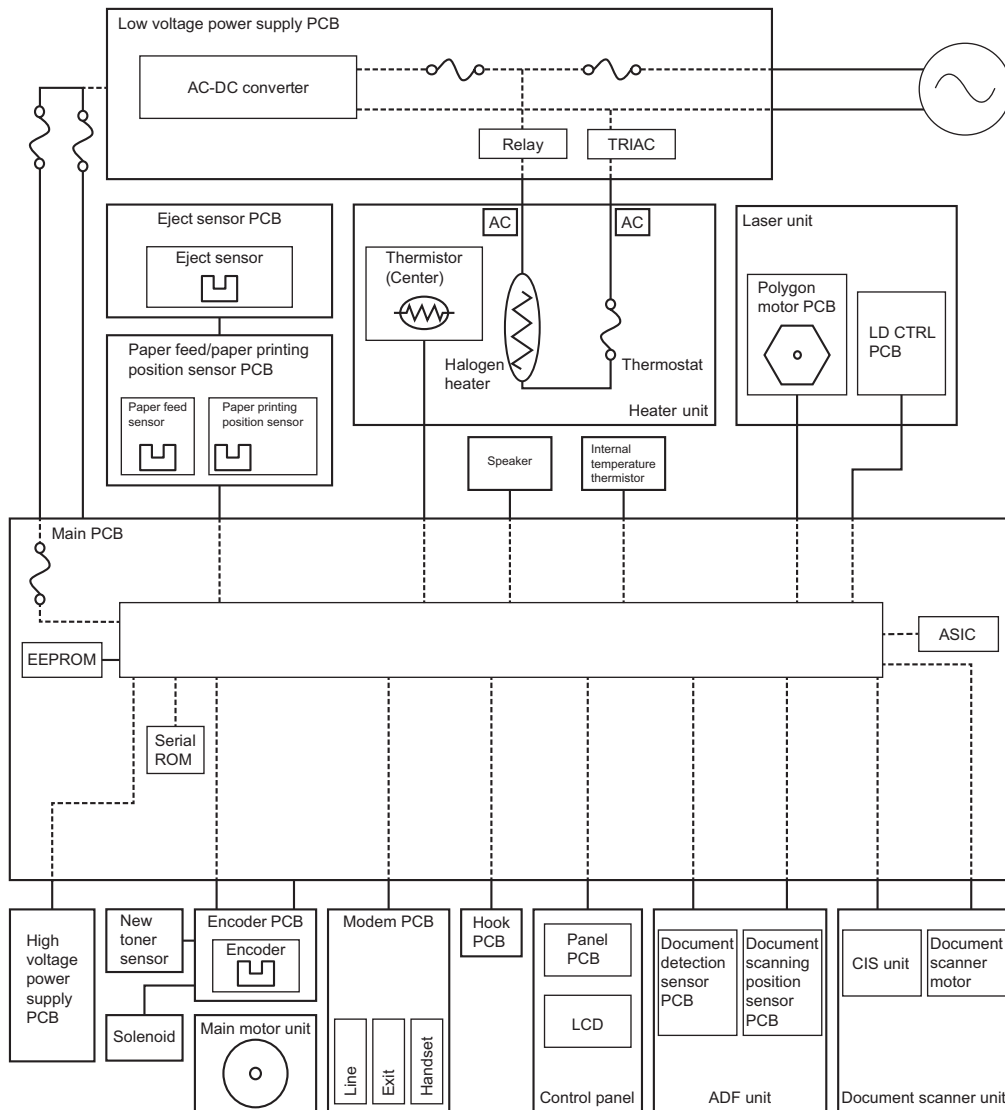 Low voltage power supply PCB
AC-DC converter
Relay
TRIAC
Eject sensor PCB
Eject sensor
AC
AC
Laser unit
Thermistor
(Center)
Polygon
motor PCB
LD CTRL
PCB
Paper feed/paper printing
position sensor PCB
Halogen
heater
Thermostat
Heater unit
Paper feed
sensor
Paper printing
position sensor
Speaker
Internal
temperature
thermistor
Main PCB
ASIC
EEPROM
Serial
ROM
High
voltage
power
supply
PCB
New
toner
sensor
Solenoid
Encoder PCB
Encoder
Main motor unit
Modem PCB
Line
Exit
Handset
Hook
PCB
Panel
PCB
LCD
Control panel
Document
detection
sensor
PCB
Document
scanning
position
sensor
PCB
ADF unit
CIS unit
Document
scanner
motor
Document scanner unit